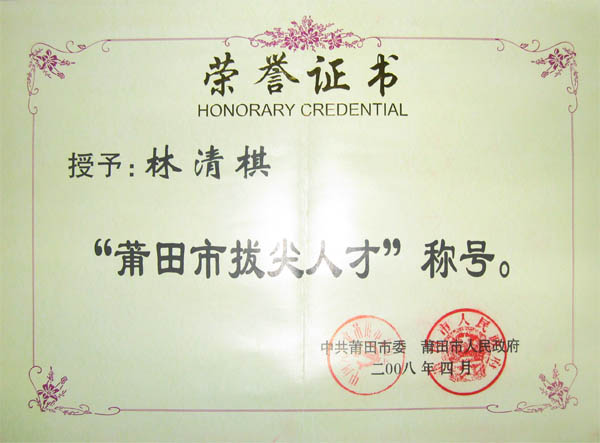 荣誉证书
HONORARY CREDENTIAL
授予：林清棋
“莆田市拔尖人才”称号。
中共莆田市委 莆田市人民政府
二00八年四月